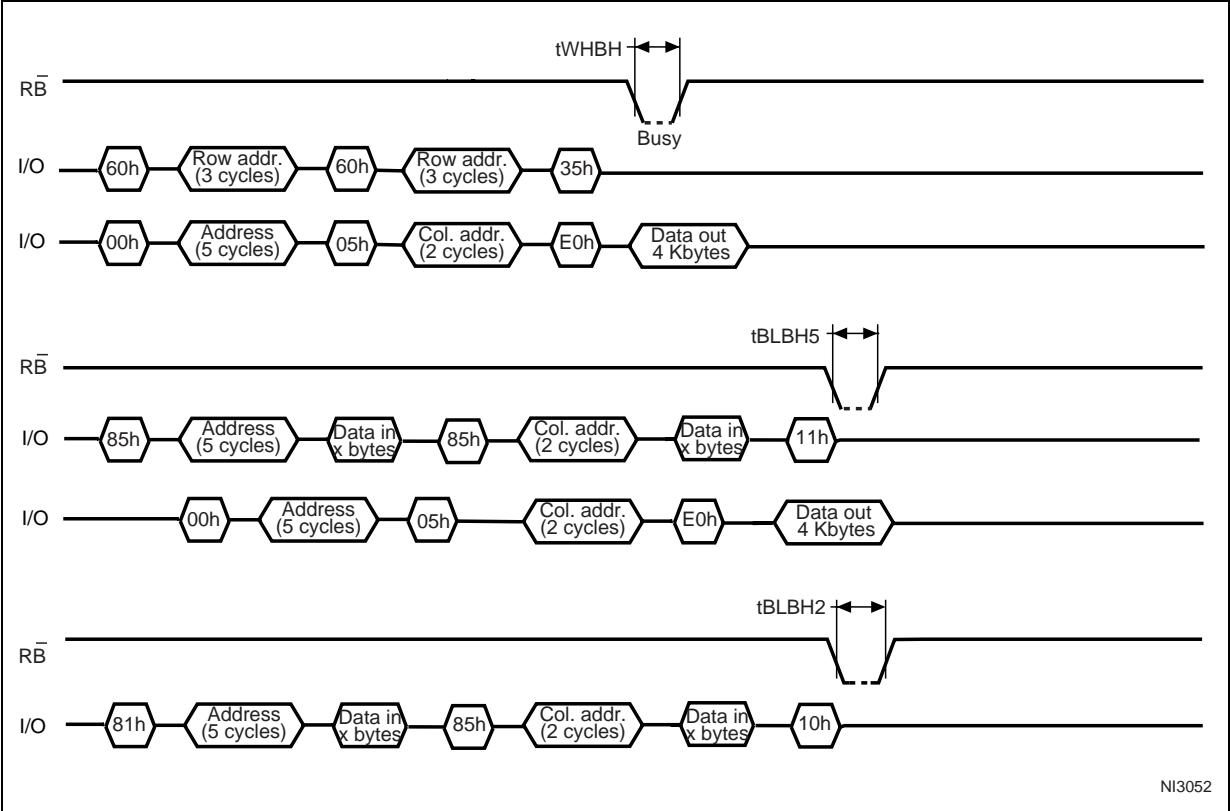 tWHBH
RB̅
Busy
I/O 60h Row addr. 60h Row addr. 35h
(3 cycles) (3 cycles)
I/O 00h Address 05h Col. addr. E0h Data out
(5 cycles) (2 cycles) 4 Kbytes
tBLBH5
RB̅
I/O 85h Address Data in 85h Col. addr. Data in 11h
(5 cycles) x bytes (2 cycles) x bytes
I/O 00h Address 05h Col. addr. E0h Data out
(5 cycles) (2 cycles) 4 Kbytes
tBLBH2
RB̅
I/O 81h Address Data in 85h Col. addr. Data in 10h
(5 cycles) x bytes (2 cycles) x bytes
NI3052